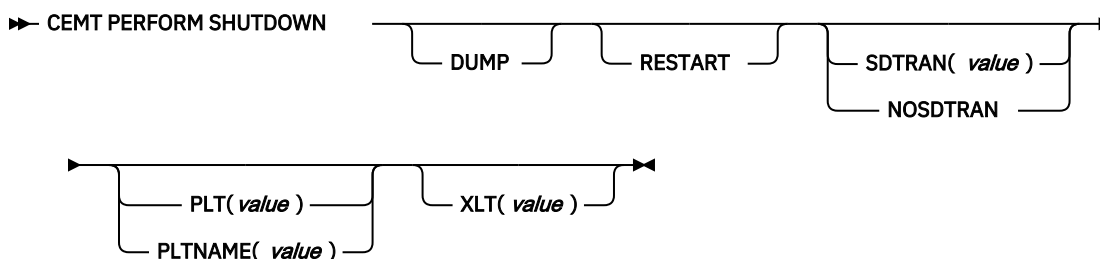 CEMT PERFORM SHUTDOWN
DUMP RESTART SDTRAN( value )
NOSDTRAN
PLT( value ) XLT( value )
PLTNAME( value )